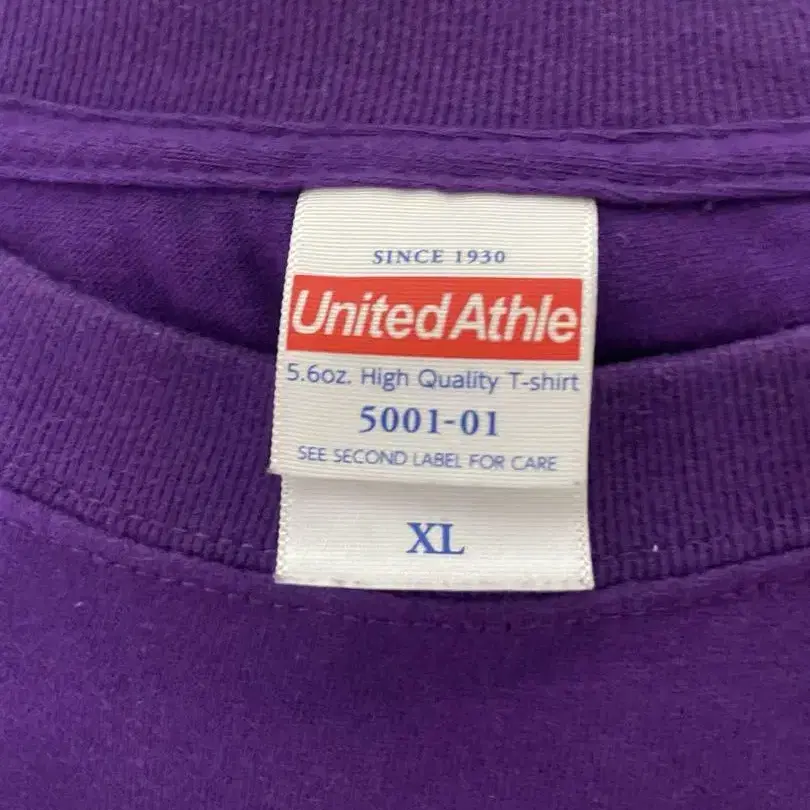 SINCE 1930
United Athle
5.6oz. High Quality T-shirt
5001-01
SEE SECOND LABEL FOR CARE
XL